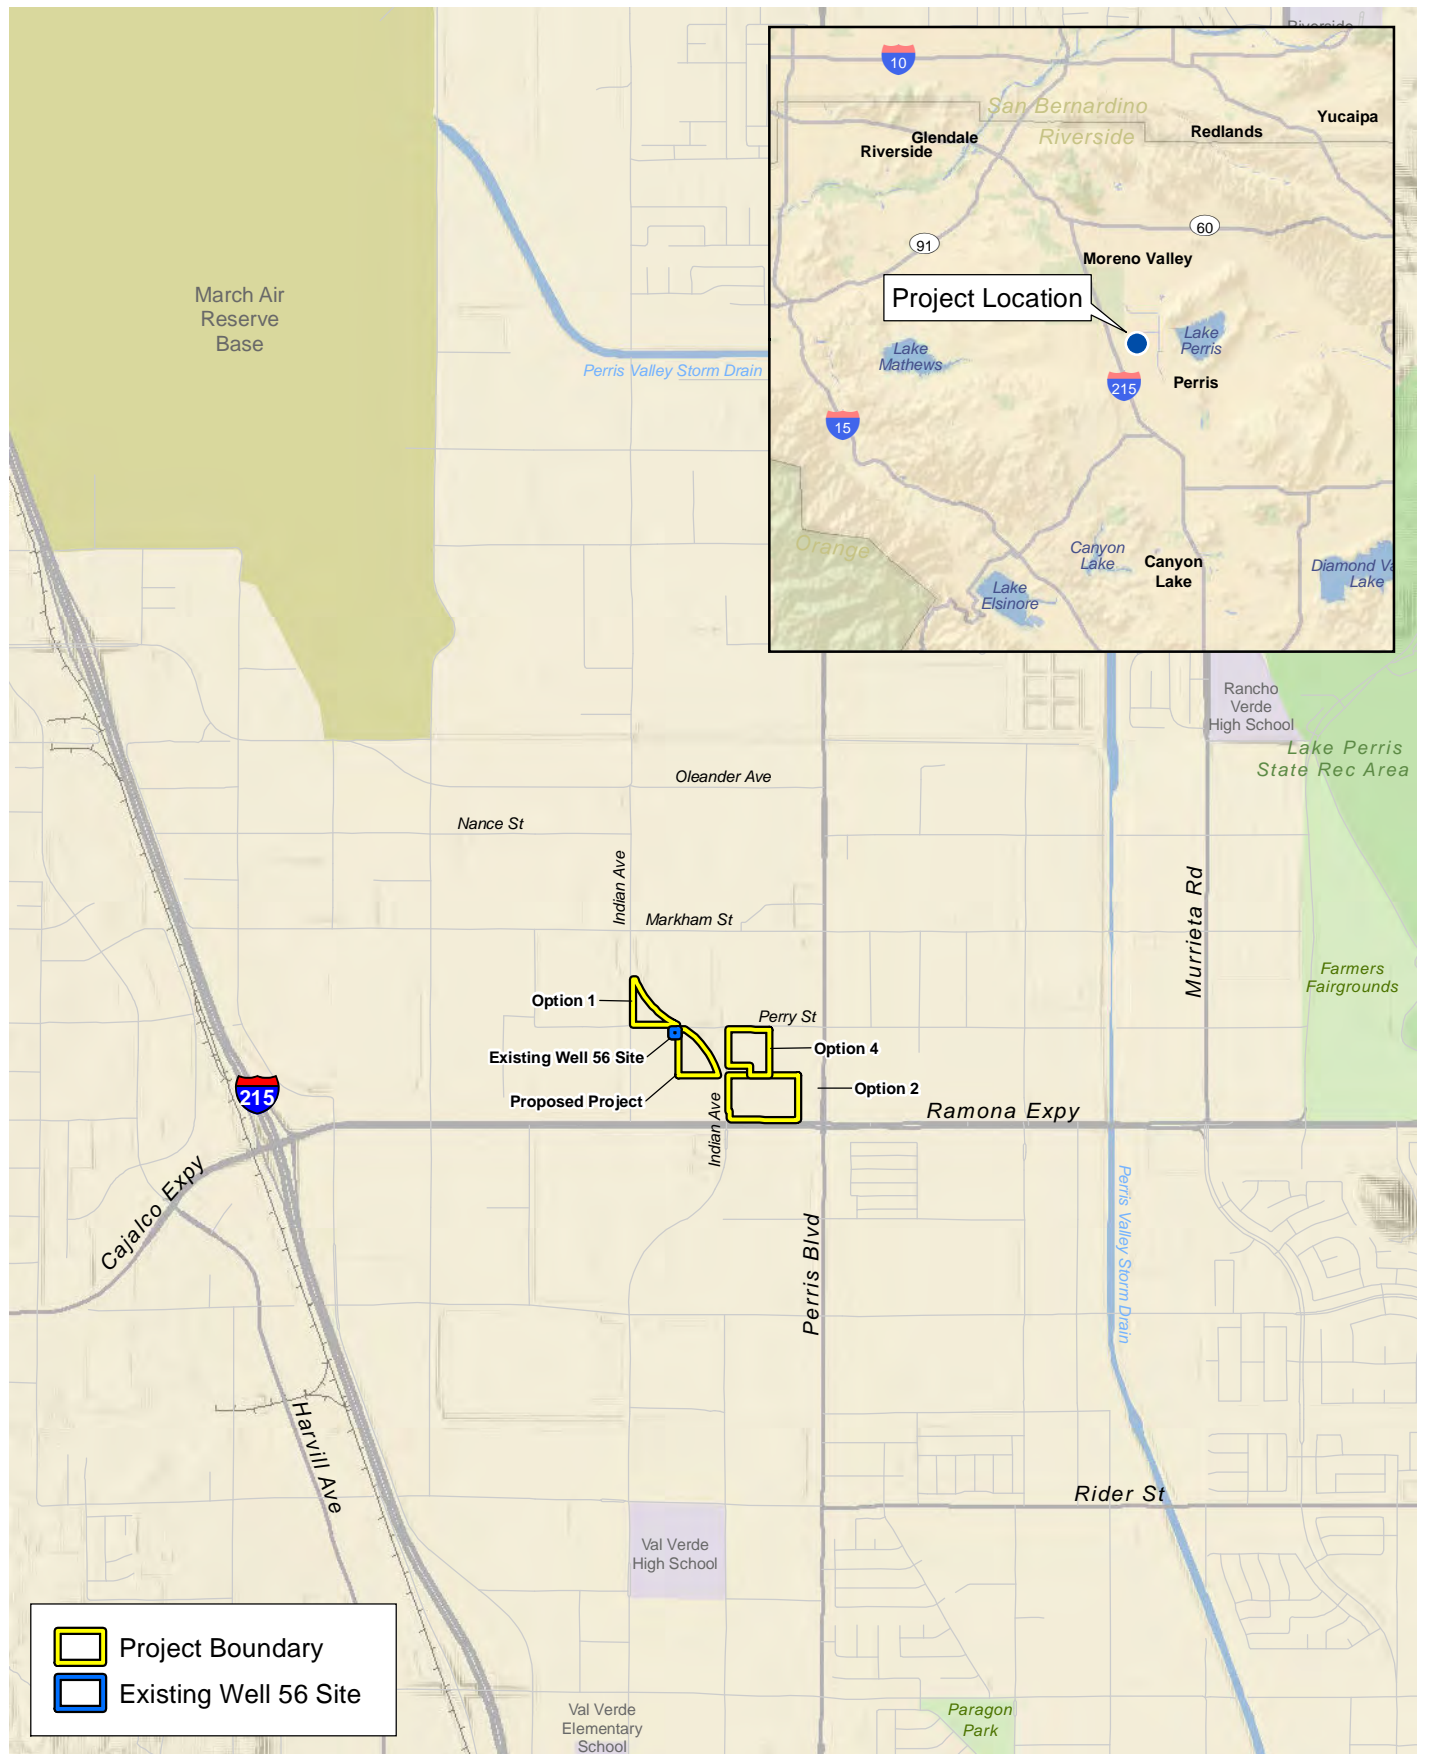 Riverside
10
San Bernardino
Riverside
Yucaipa
Redlands
Glendale
Riverside
60
91
Moreno Valley
Project Location
Lake
Perris
Lake
Mathews
Perris
215
15
Orange
Canyon
Lake
Canyon
Lake
Diamond Va
Lake
Lake
Elsinore
March Air
Reserve
Base
Perris Valley Storm Drain
Rancho
Verde
High School
Lake Perris
State Rec Area
Oleander Ave
Nance St
Indian Ave
Markham St
Murrieta Rd
Farmers
Fairgrounds
Option 1
Perry St
Existing Well 56 Site
Option 4
Option 2
Proposed Project
215
Indian Ave
Ramona Expy
Cajalco Expy
Perris Valley Storm Drain
Perris Blvd
Harvill Ave
Rider St
Val Verde
High School
Project Boundary
Existing Well 56 Site
Val Verde
Elementary
School
Paragon
Park